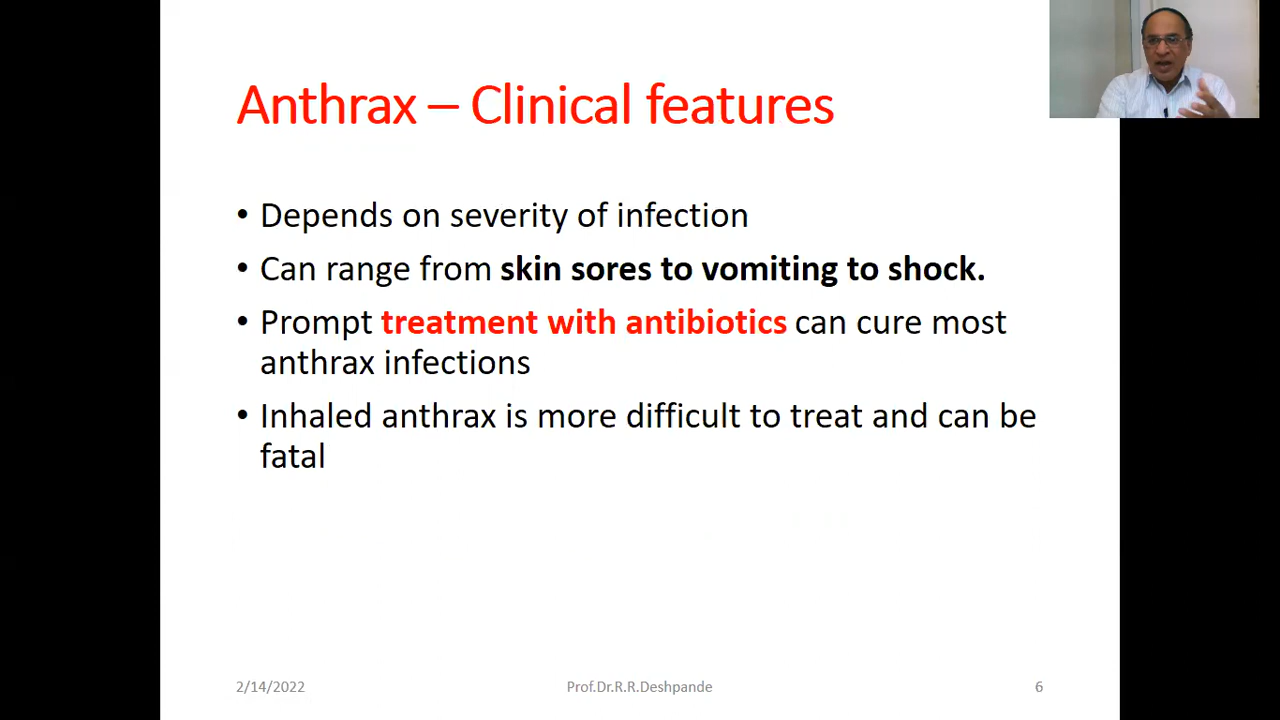 Anthrax – Clinical features
• Depends on severity of infection
• Can range from skin sores to vomiting to shock.
• Prompt treatment with antibiotics can cure most
anthrax infections
• Inhaled anthrax is more difficult to treat and can be
fatal
2/14/2022
Prof.Dr.R.R.Deshpande
6